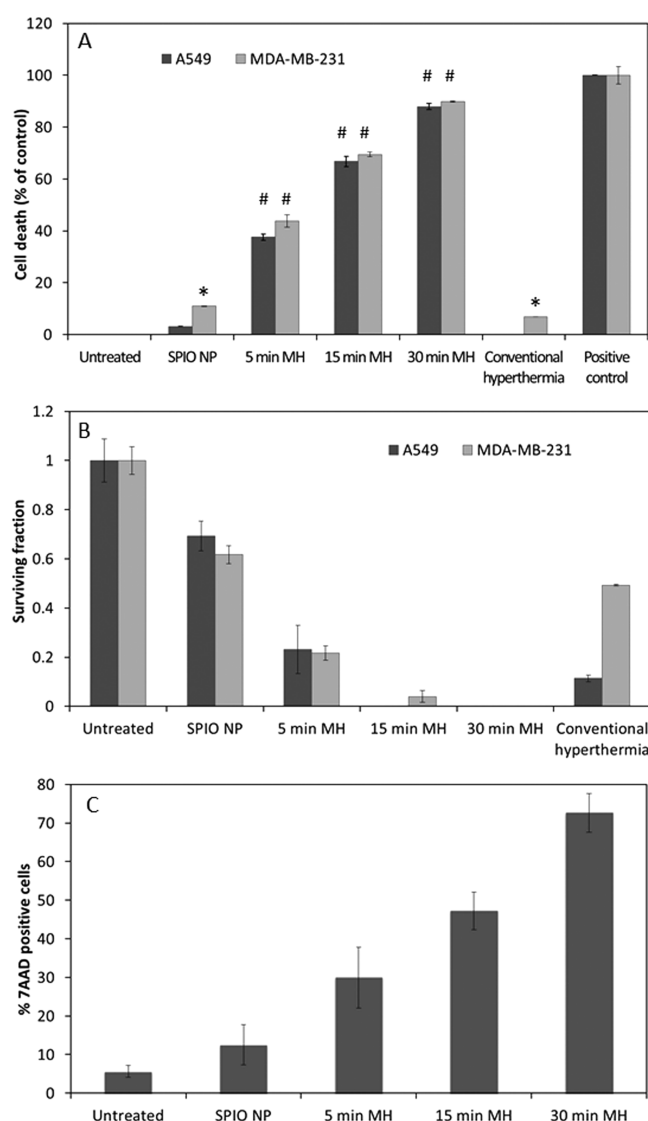 A
A549 MDA-MB-231
Cell death (% of control)
120
100
80
60
40
20
0
# #
# #
# #
*
*
Untreated SPIO NP 5 min MH 15 min MH 30 min MH Conventional hyperthermia Positive control
B
A549 MDA-MB-231
Surviving fraction
1.2
1
0.8
0.6
0.4
0.2
0
Untreated SPIO NP 5 min MH 15 min MH 30 min MH Conventional hyperthermia
C
% 7AAD positive cells
80
70
60
50
40
30
20
10
0
Untreated SPIO NP 5 min MH 15 min MH 30 min MH